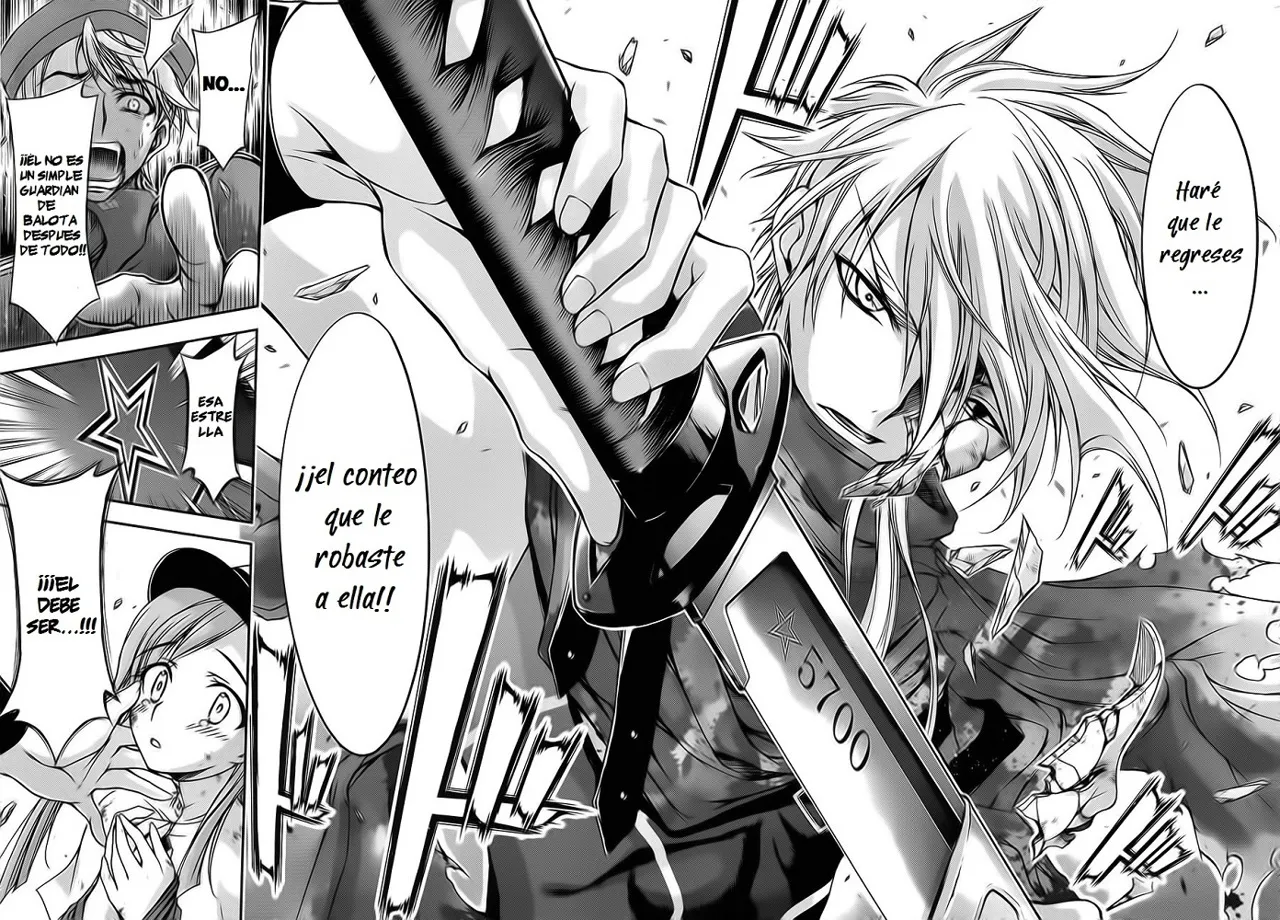 Haré
que le
regreses
...
¡¡el conteo
que le
robaste
a ella!!
☆5700
NO...
¡¡ÉL NO ES
UN SIMPLE
GUARDIAN
DE
BALOTA
DESPUES
DE TODO!!
ESA
ESTRE
LLA
¡¡¡EL
DEBE
SER...!!!